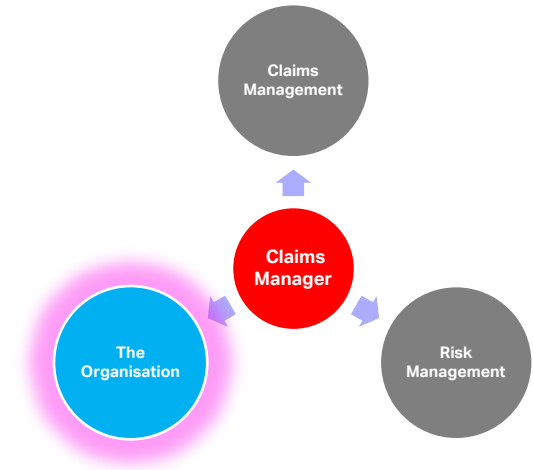 Claims
Management
Claims
Manager
The
Organisation
Risk
Management